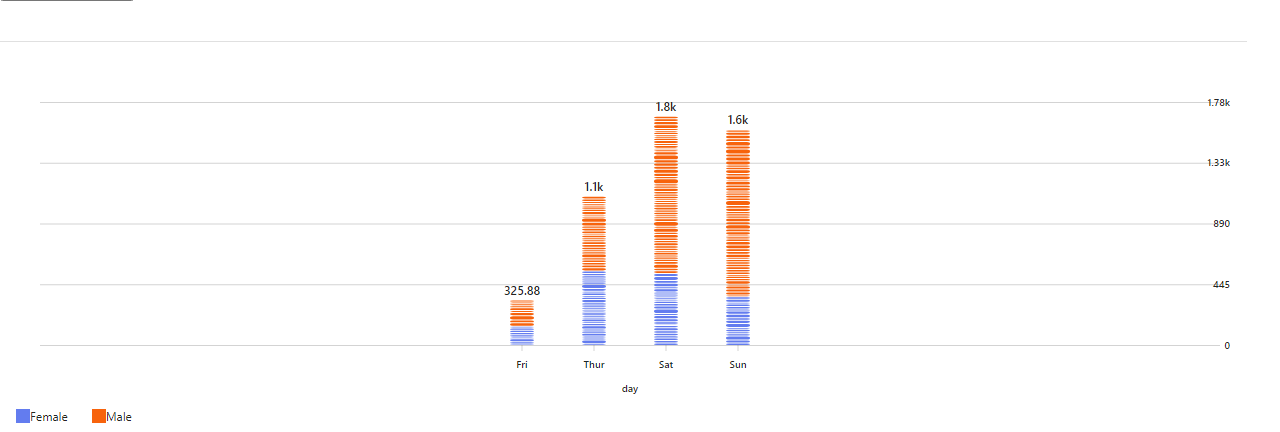 1.8k
1.78k
1.6k
1.33k
1.1k
890
325.88
445
0
Fri
Thur
Sat
Sun
day
Female
Male